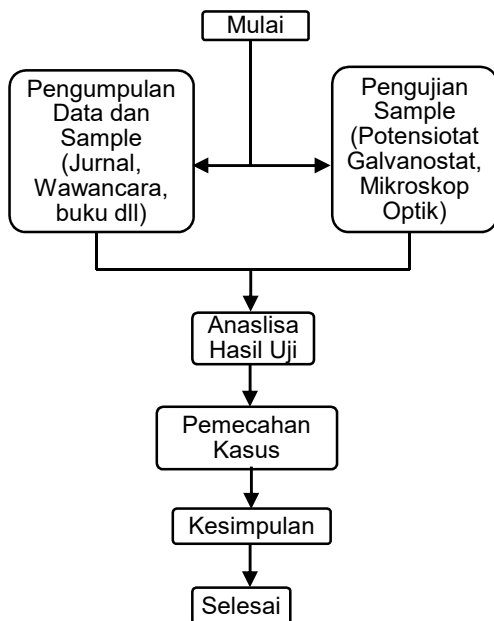 Mulai
Pengumpulan
Data dan
Sample
(Jurnal,
Wawancara,
buku dll)
Pengujian
Sample
(Potensiotat
Galvanostat,
Mikroskop
Optik)
Anaslisa
Hasil Uji
Pemecahan
Kasus
Kesimpulan
Selesai